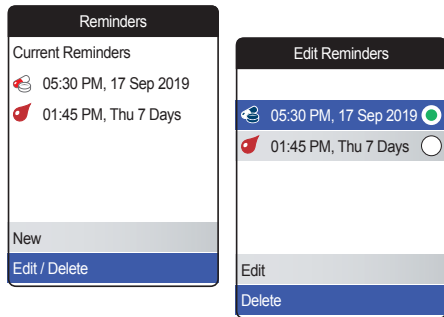 Reminders
Current Reminders
05:30 PM, 17 Sep 2019
01:45 PM, Thu 7 Days
New
Edit / Delete
Edit Reminders
05:30 PM, 17 Sep 2019
01:45 PM, Thu 7 Days
Edit
Delete